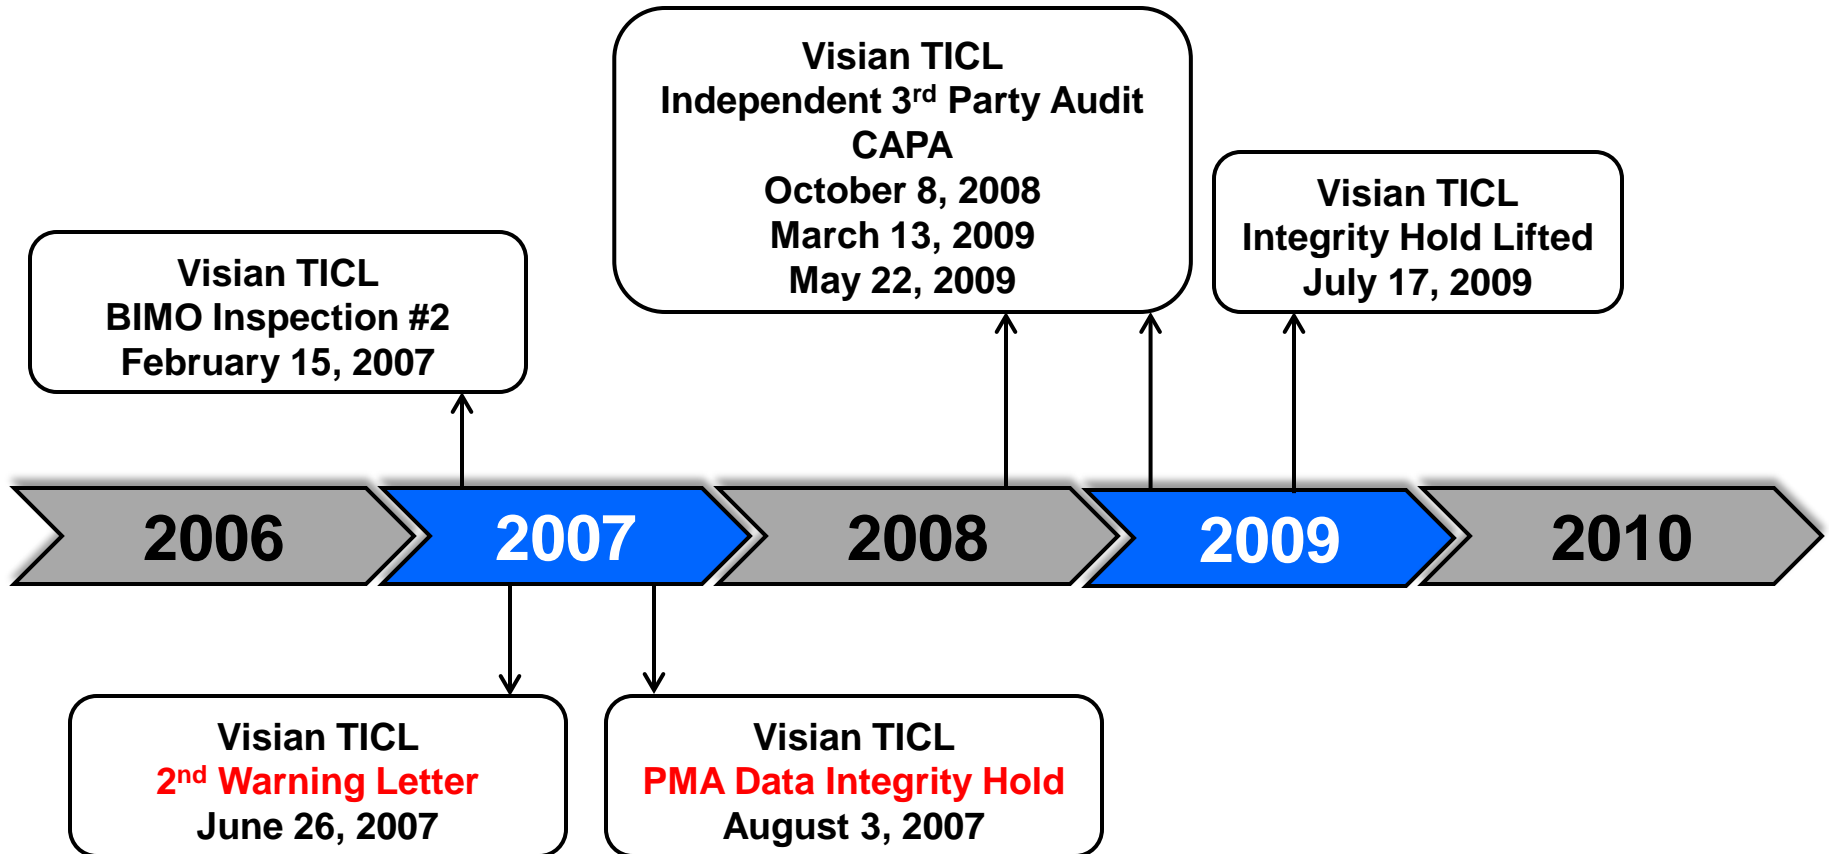 Visian TICL
Independent 3rd Party Audit
CAPA
October 8, 2008
March 13, 2009
May 22, 2009
Visian TICL
Integrity Hold Lifted
July 17, 2009
Visian TICL
BIMO Inspection #2
February 15, 2007
2006
2007
2008
2009
2010
Visian TICL
2nd Warning Letter
June 26, 2007
Visian TICL
PMA Data Integrity Hold
August 3, 2007